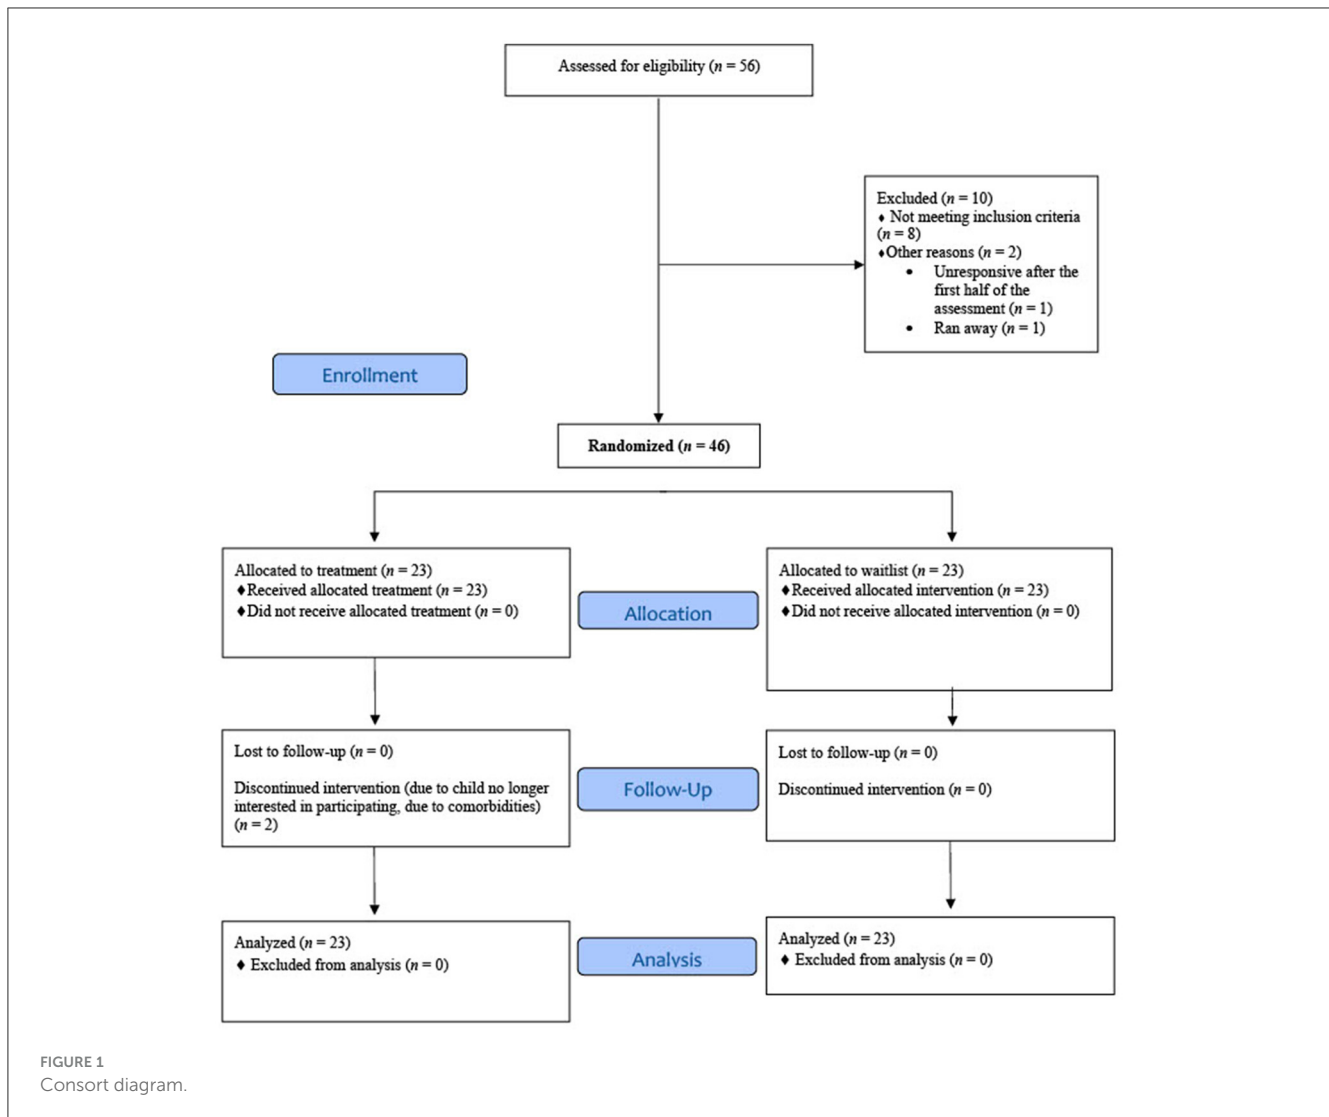 Assessed for eligibility (n = 56)
Excluded (n = 10)
♦ Not meeting inclusion criteria
(n = 8)
♦Other reasons (n = 2)
• Unresponsive after the
first half of the
assessment (n = 1)
• Ran away (n = 1)
Enrollment
Randomized (n = 46)
Allocated to treatment (n = 23)
♦Received allocated treatment (n = 23)
♦Did not receive allocated treatment (n = 0)
Allocation
Allocated to waitlist (n = 23)
♦Received allocated intervention (n = 23)
♦Did not receive allocated intervention (n = 0)
Lost to follow-up (n = 0)
Discontinued intervention (due to child no longer
interested in participating, due to comorbidities)
(n = 2)
Follow-Up
Lost to follow-up (n = 0)
Discontinued intervention (n = 0)
Analyzed (n = 23)
♦ Excluded from analysis (n = 0)
Analysis
Analyzed (n = 23)
♦ Excluded from analysis (n = 0)
FIGURE 1
Consort diagram.